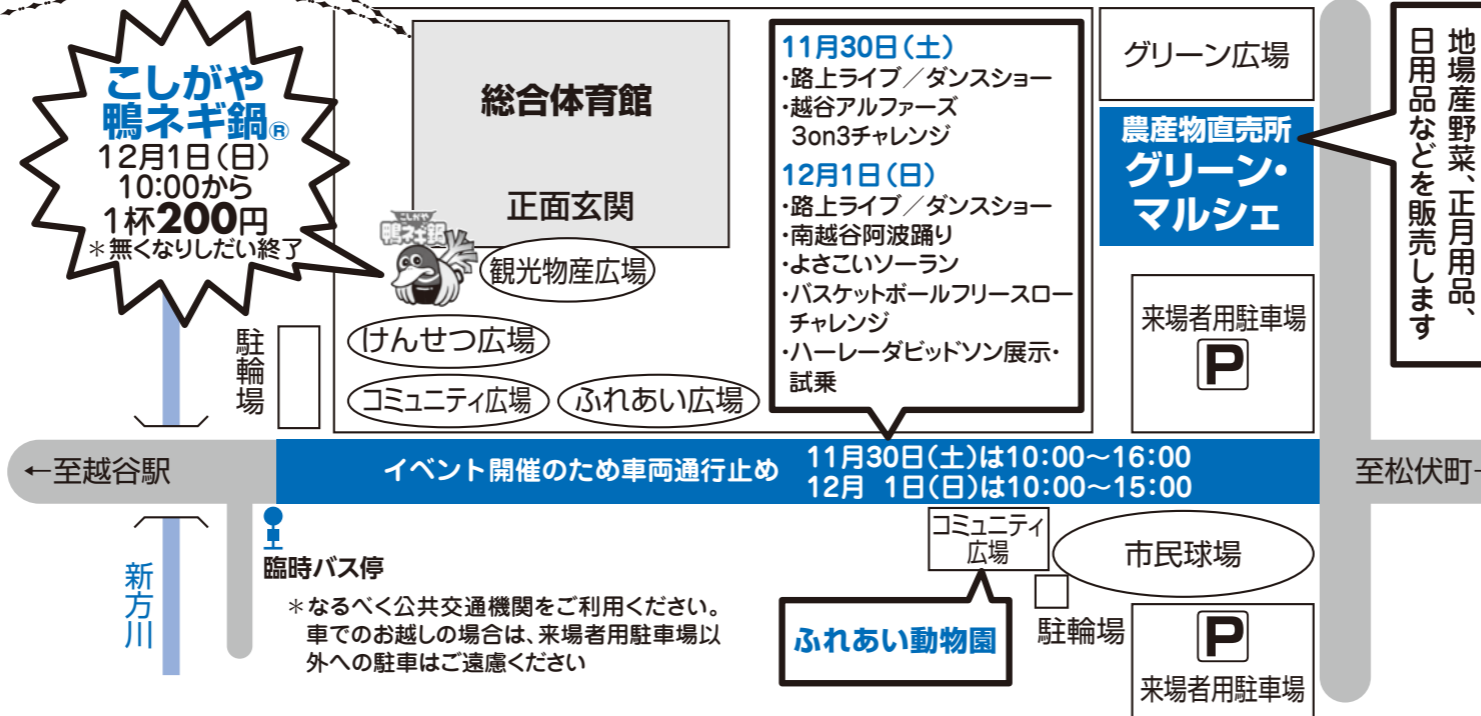 こしがや
鴨ネギ鍋®
12月1日(日)
10:00から
1杯200円
*無くなりしだい終了
総合体育館
正面玄関
こしがや
鴨ネギ鍋
観光物産広場
けんせつ広場
コミュニティ広場
ふれあい広場
駐輪場
11月30日(土)
・路上ライブ/ダンスショー
・越谷アルファーズ
3on3チャレンジ
12月1日(日)
・路上ライブ/ダンスショー
・南越谷阿波踊り
・よさこいソーラン
・バスケットボールフリースロー
チャレンジ
・ハーレーダビッドソン展示・
試乗
グリーン広場
農産物直売所
グリーン・
マルシェ
地場産野菜、正月用品、
日用品などを販売します
来場者用駐車場
P
←至越谷駅
イベント開催のため車両通行止め
11月30日(土)は10:00〜16:00
12月 1日(日)は10:00〜15:00
至松伏町
新方川
臨時バス停
*なるべく公共交通機関をご利用ください。
車でのお越しの場合は、来場者用駐車場以
外への駐車はご遠慮ください
コミュニティ
広場
ふれあい動物園
市民球場
駐輪場
P
来場者用駐車場